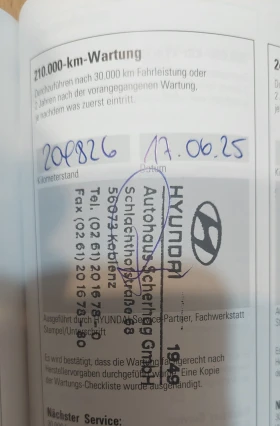 210.000-km-Wartung
Durchzuführen nach 30.000 km Fahrleistung oder
2 Jahren nach der vorangegangenen Wartung,
je nachdem was zuerst eintritt.
208826
17.06.25
Kilometerstand
Datum
HYUNDAI
1949
Autohaus Scherhag GmbH
Schlachthofstraße 68
56073 Koblenz
Tel. (02 61) 20 16 78 - 0
Fax (02 61) 20 16 78 - 80
Ausgeführt durch HYUNDAI Service-Partner, Fachwerkstatt
Stempel/Unterschrift
Es wird bestätigt, dass die Wartung fachgerecht nach
Herstellervorgaben durchgeführt wurde. Eine Kopie
der Wartungs-Checkliste wurde ausgehändigt.
Nächster Service: